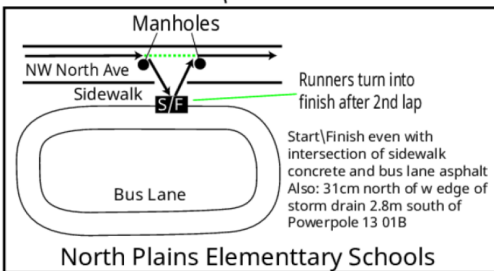 Manholes
NW North Ave
Sidewalk
S/F
Runners turn into
finish after 2nd lap
Start\Finish even with
intersection of sidewalk
concrete and bus lane asphalt
Also: 31cm north of w edge of
storm drain 2.8m south of
Powerpole 13 01B
Bus Lane
North Plains Elementtary Schools